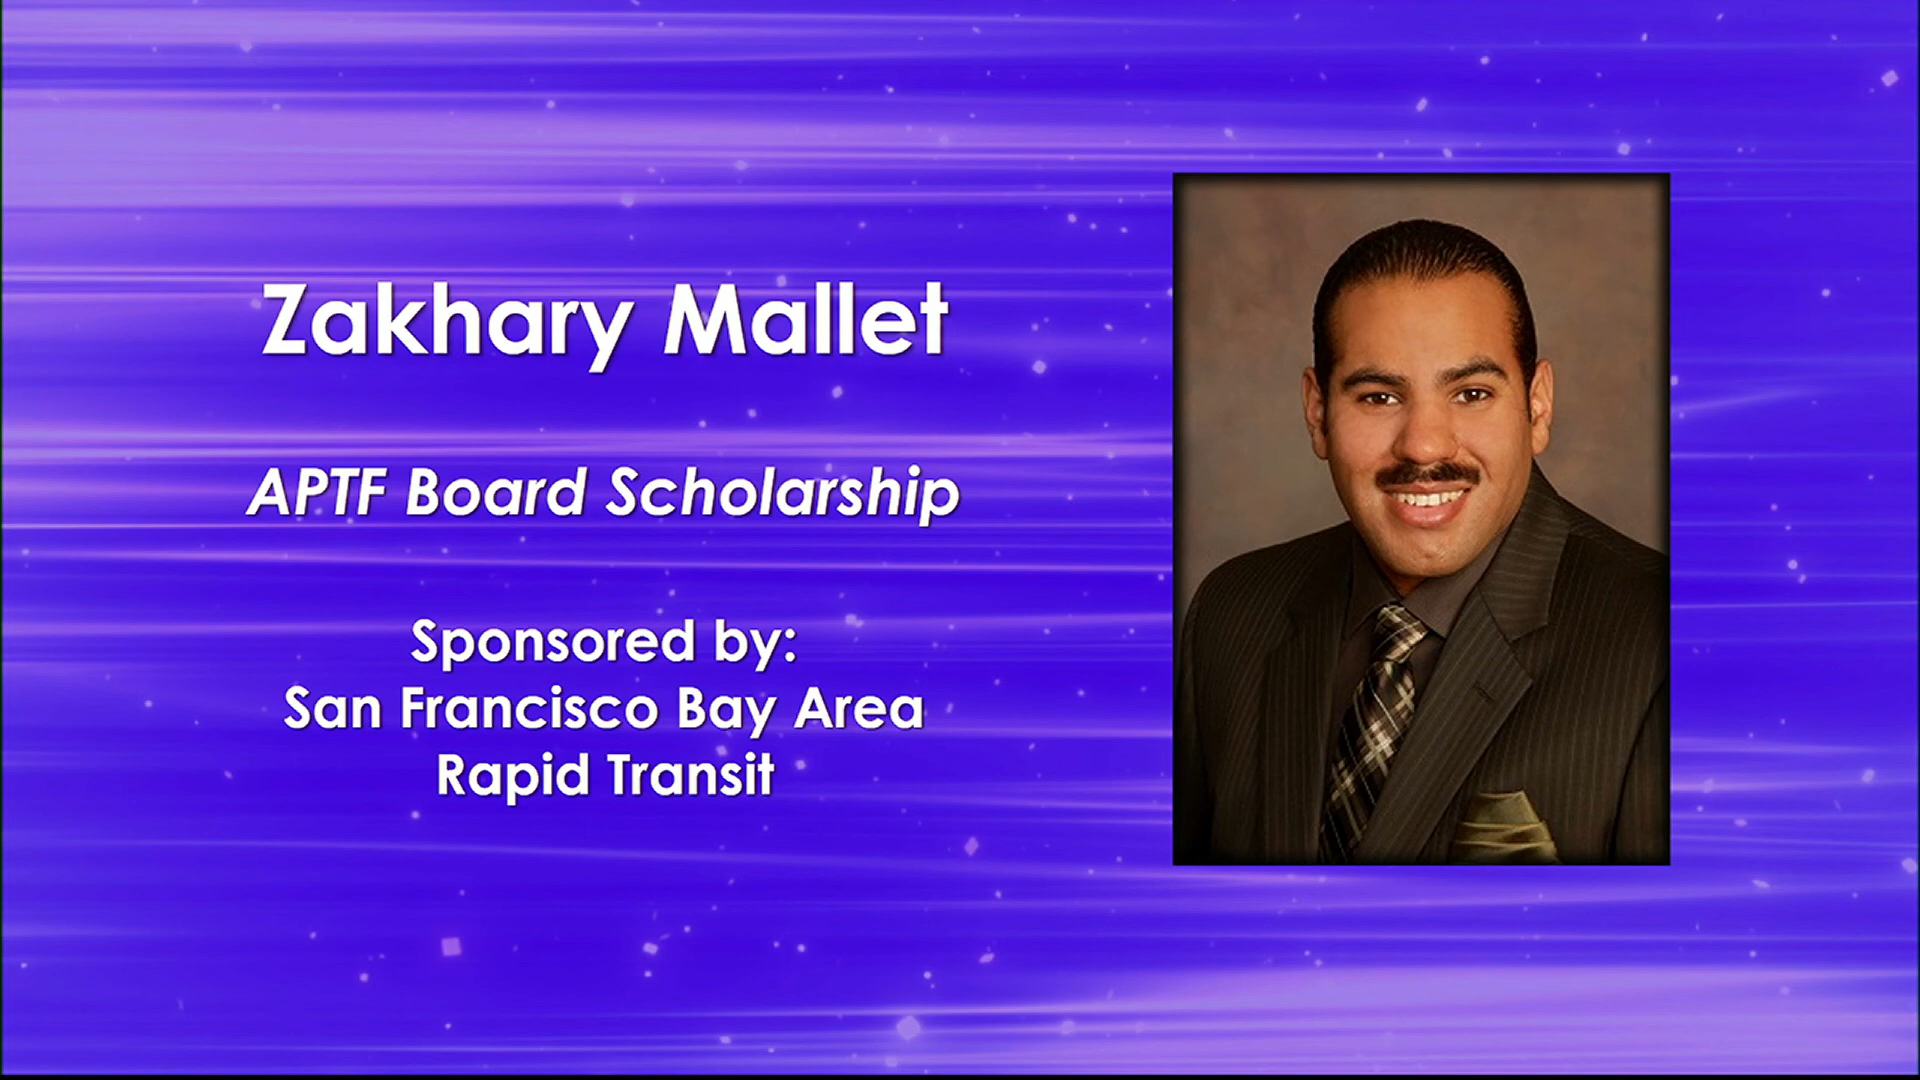 Zakhary Mallet
APTF Board Scholarship
Sponsored by:
San Francisco Bay Area
Rapid Transit